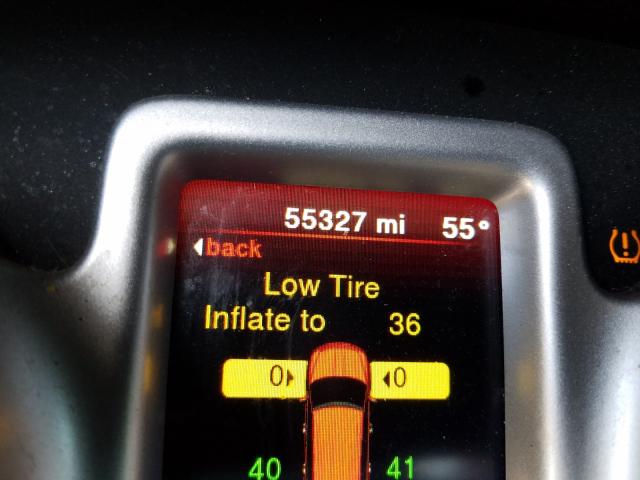 55327 mi 55°
back
Low Tire
Inflate to 36
0 0
40 41